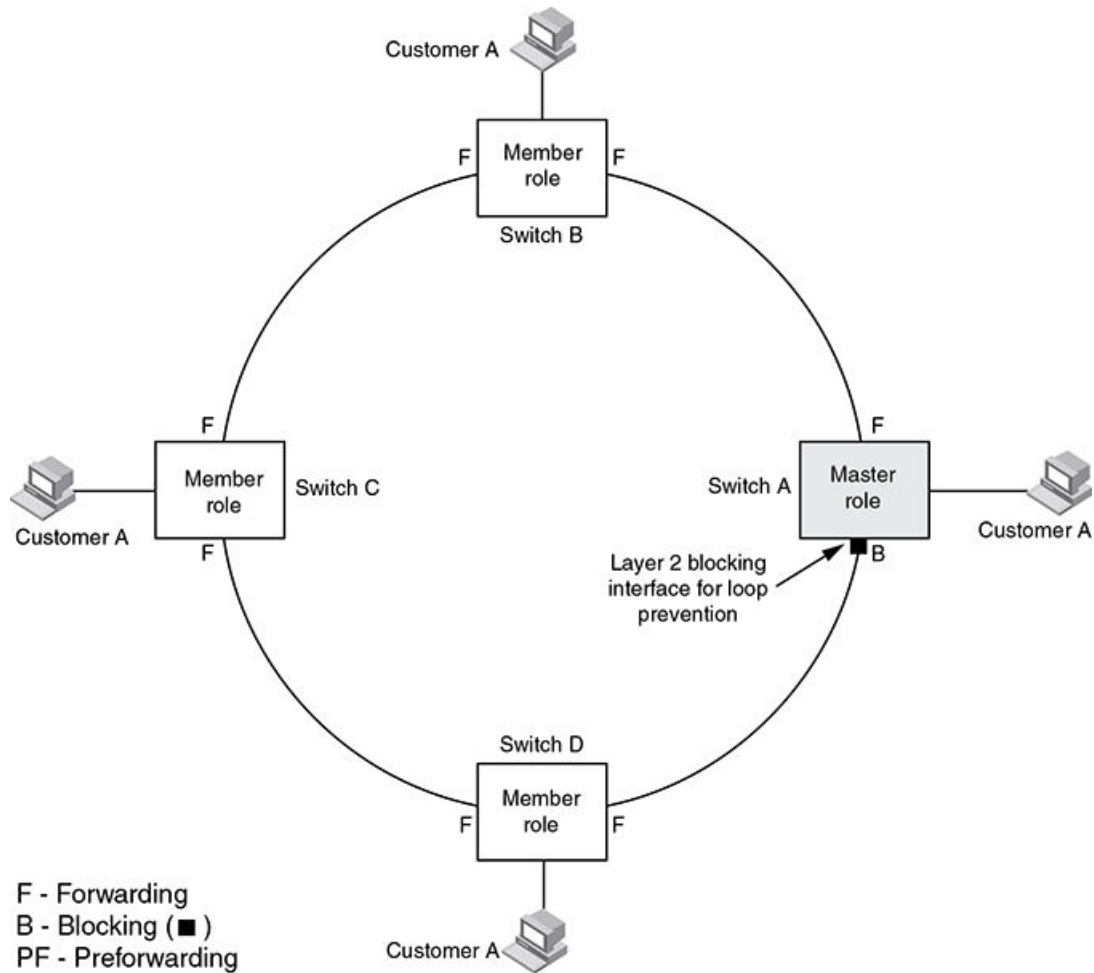 Customer A
F
Member
role
F
Switch B
F
Member
role
Switch C
Customer A
F
F
Switch A
Master
role
Customer A
B
Layer 2 blocking
interface for loop
prevention
Switch D
F
Member
role
F
Customer A
F - Forwarding
B - Blocking (■)
PF - Preforwarding